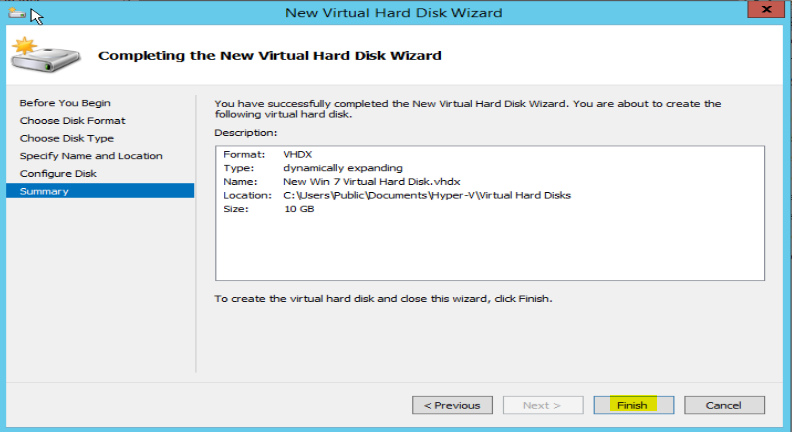 New Virtual Hard Disk Wizard
x
Completing the New Virtual Hard Disk Wizard
Before You Begin
Choose Disk Format
Choose Disk Type
Specify Name and Location
Configure Disk
Summary
You have successfully completed the New Virtual Hard Disk Wizard. You are about to create the
following virtual hard disk.
Description:
Format: VHDX
Type: dynamically expanding
Name: New Win 7 Virtual Hard Disk.vhdx
Location: C:\Users\Public\Documents\Hyper-V\Virtual Hard Disks
Size: 10 GB
To create the virtual hard disk and close this wizard, click Finish.
< Previous
Next >
Finish
Cancel